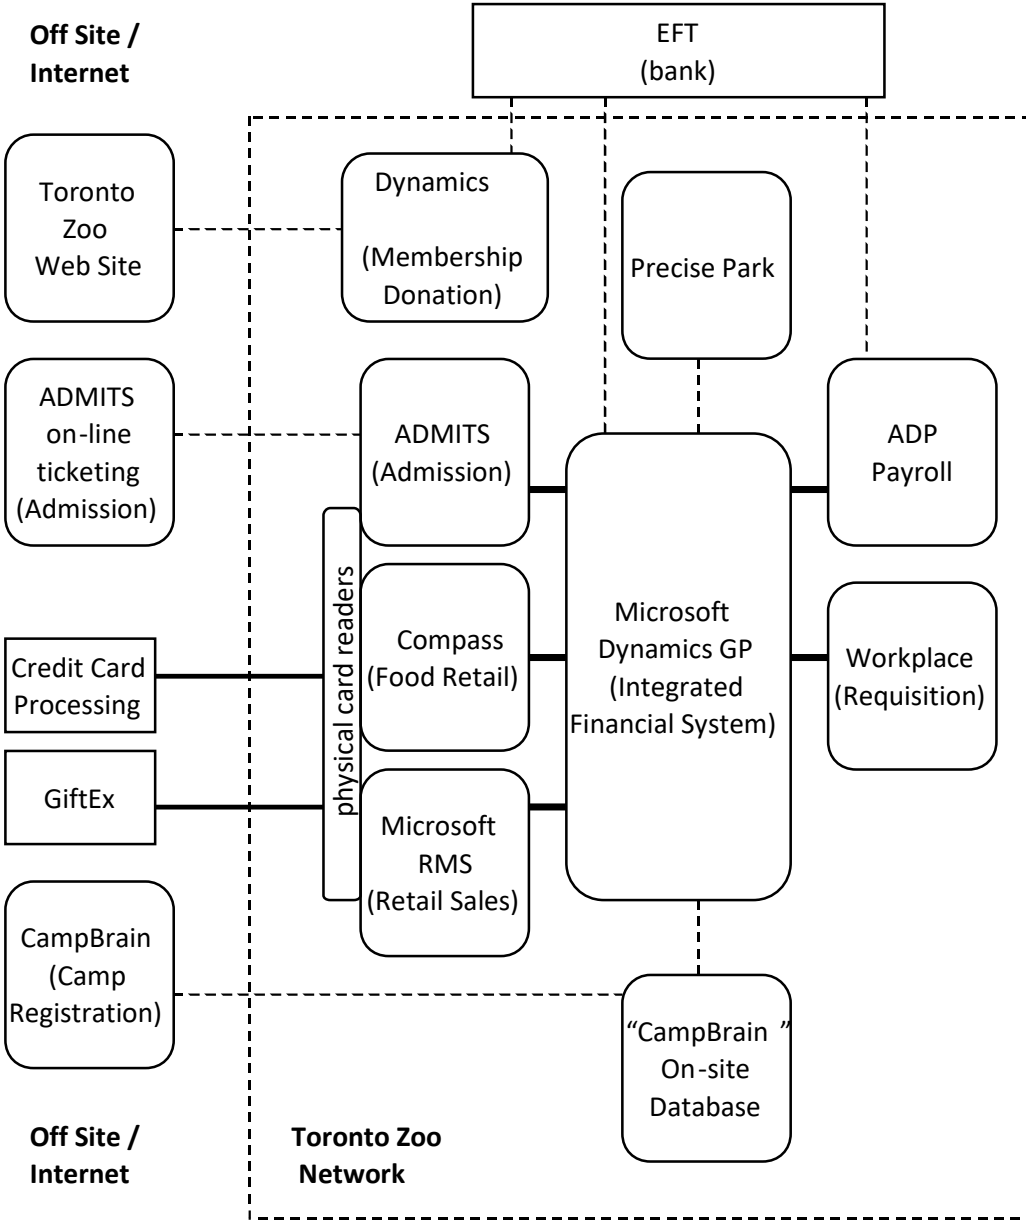 Off Site /
Internet
EFT
(bank)
Toronto
Zoo
Web Site
Dynamics
(Membership
Donation)
Precise Park
ADMITS
on-line
ticketing
(Admission)
ADMITS
(Admission)
ADP
Payroll
physical card readers
Compass
(Food Retail)
Microsoft
Dynamics GP
(Integrated
Financial System)
Workplace
(Requisition)
Credit Card
Processing
GiftEx
Microsoft
RMS
(Retail Sales)
CampBrain
(Camp
Registration)
“CampBrain ”
On-site
Database
Off Site /
Internet
Toronto Zoo
Network